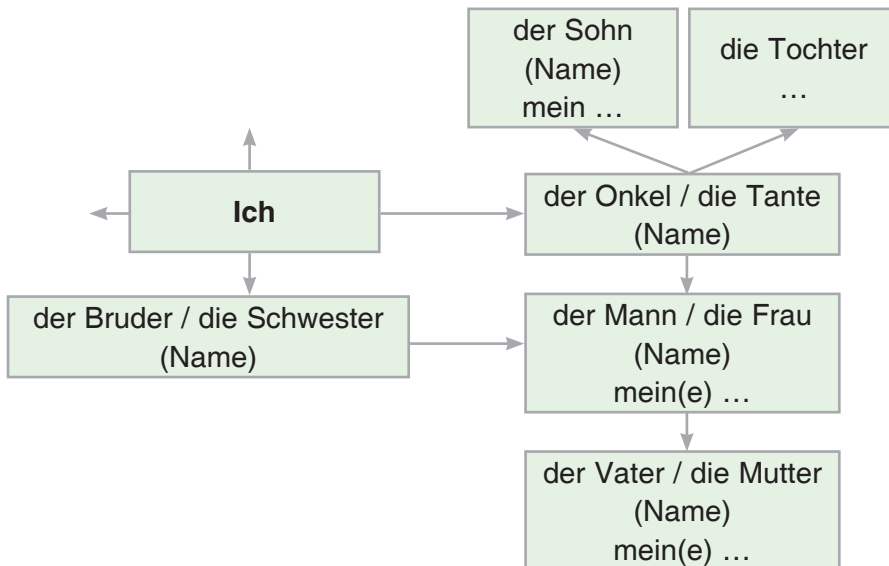 der Sohn
(Name)
mein …
die Tochter
…
Ich
der Onkel / die Tante
(Name)
der Bruder / die Schwester
(Name)
der Mann / die Frau
(Name)
mein(e) …
der Vater / die Mutter
(Name)
mein(e) …